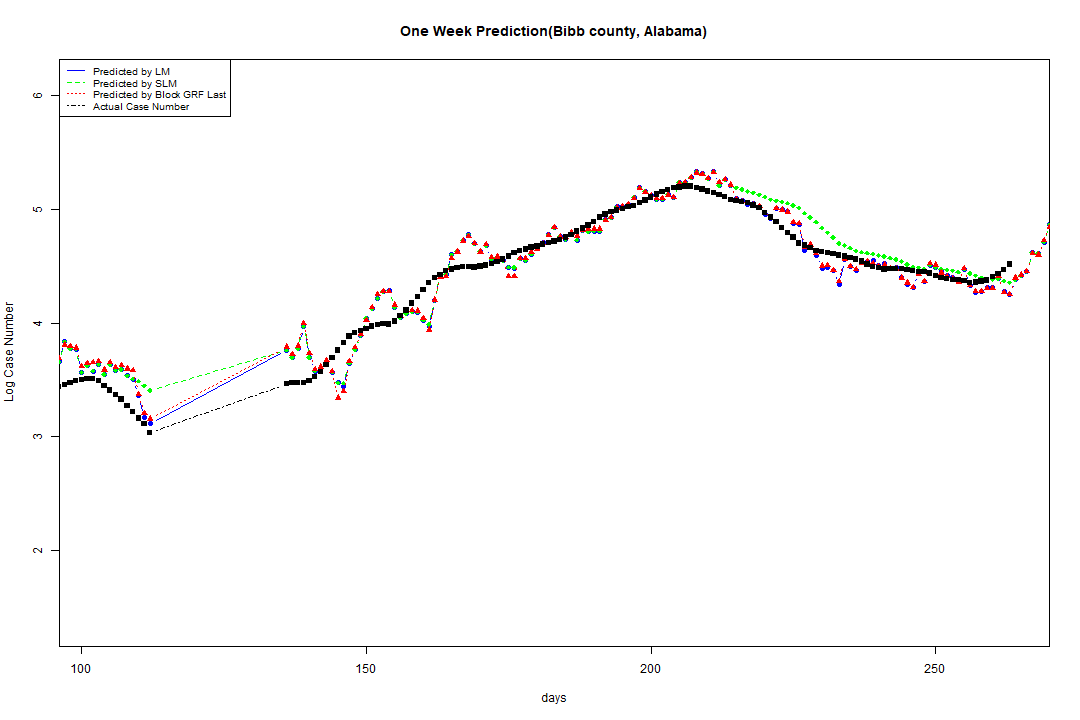 One Week Prediction(Bibb county, Alabama)
Predicted by LM
Predicted by SLM
Predicted by Block GRF Last
Actual Case Number
Log Case Number
6
5
4
3
2
100 150 200 250
days